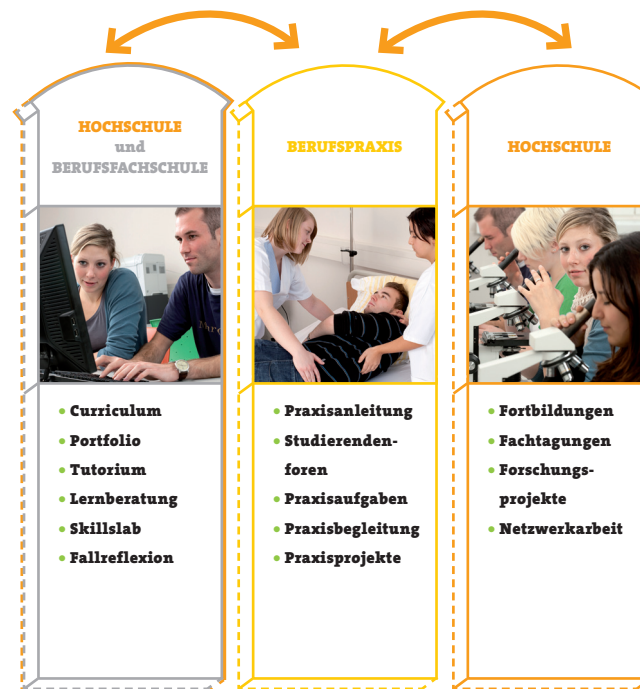 HOCHSCHULE
und
BERUFSFACHSCHULE
• Curriculum
• Portfolio
• Tutorium
• Lernberatung
• Skillslab
• Fallreflexion
BERUFSPRAXIS
• Praxisanleitung
• Studierenden-
foren
• Praxisaufgaben
• Praxisbegleitung
• Praxisprojekte
HOCHSCHULE
• Fortbildungen
• Fachtagungen
• Forschungs-
projekte
• Netzwerkarbeit